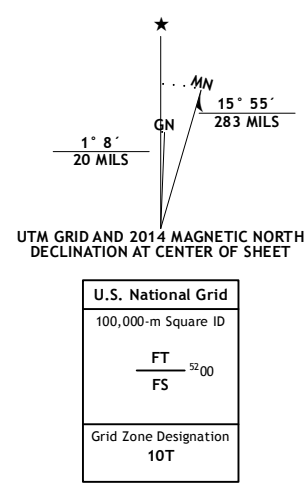 ★
MN
GN
15° 55´
283 MILS
1° 8´
20 MILS
UTM GRID AND 2014 MAGNETIC NORTH
DECLINATION AT CENTER OF SHEET
U.S. National Grid
100,000-m Square ID
FT
5200
FS
Grid Zone Designation
10T